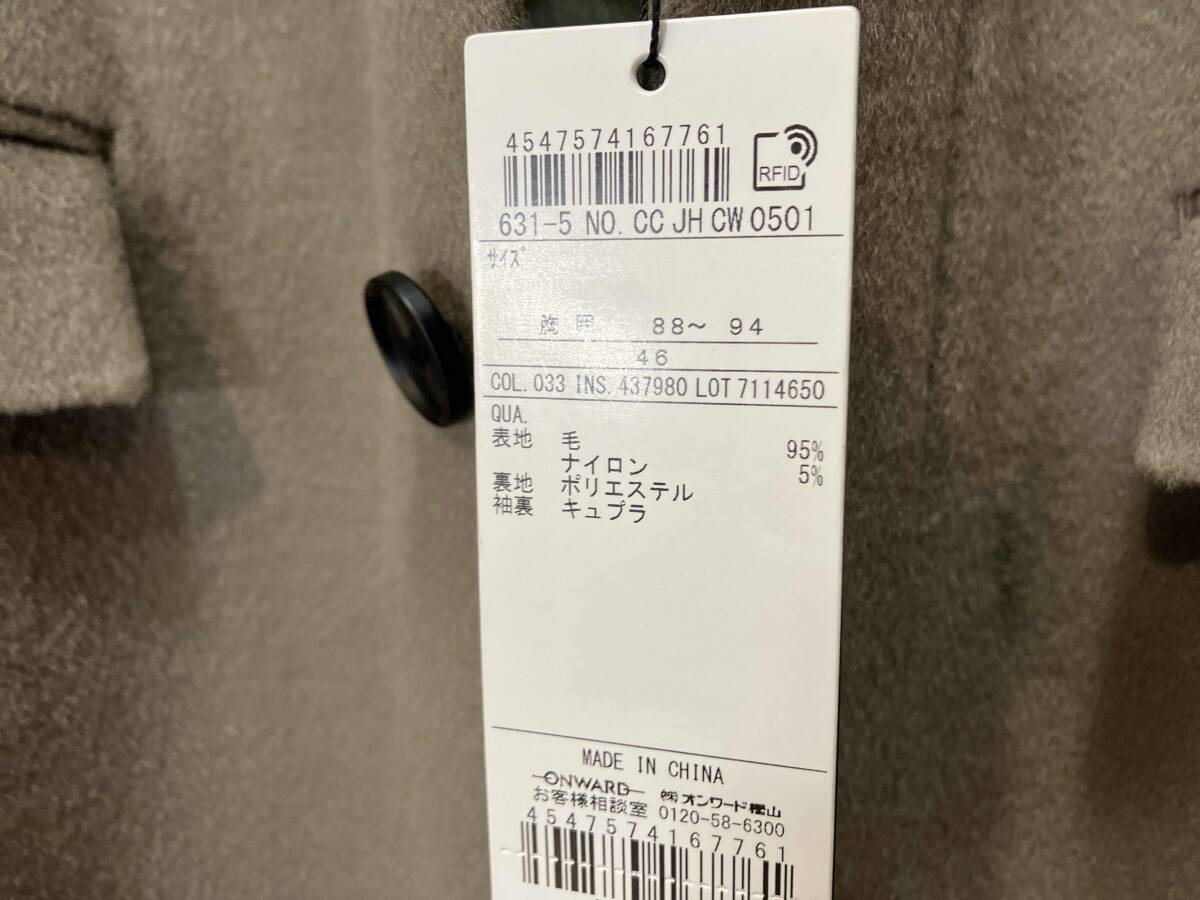 4547574167761
RFID
631-5 NO. CC JH CW 0501
ｻｲｽﾞ
胸囲 88～ 94
46
COL. 033 INS. 437980 LOT 7114650
QUA.
表地 毛 95%
ナイロン 5%
裏地 ポリエステル
袖裏 キュプラ
MADE IN CHINA
ONWARD ㈱オンワード樫山
お客様相談室 0120-58-6300
4547574167761